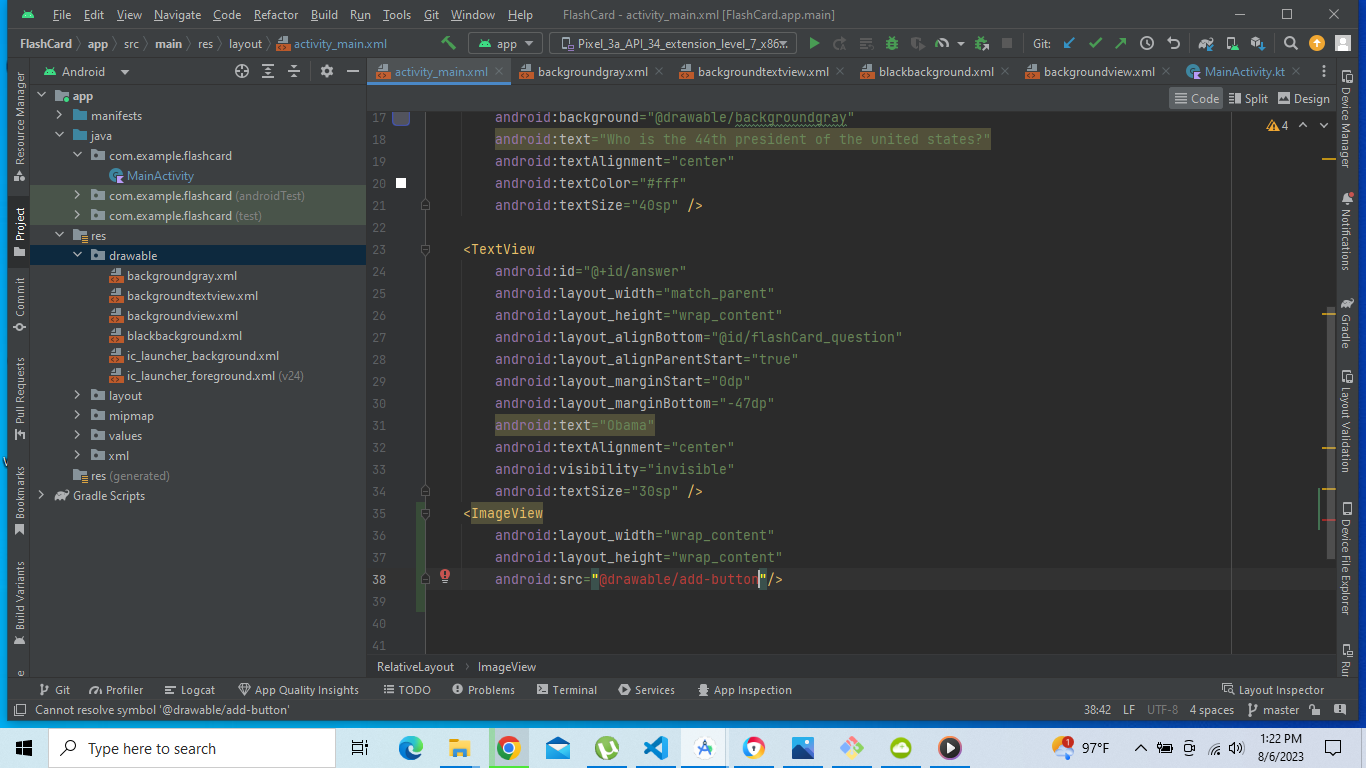 File Edit View Navigate Code Refactor Build Run Tools Git Window Help FlashCard - activity_main.xml [FlashCard.app.main]
FlashCard app src main res layout activity_main.xml app Pixel_3a_API_34_extension_level_7_x86 Git:
Android activity_main.xml backgroundgray.xml backgroundtextview.xml blackbackground.xml backgroundview.xml MainActivity.kt
Code Split Design
Resource Manager
Project
Commit
Pull Requests
Bookmarks
Build Variants
app
manifests
java
com.example.flashcard
MainActivity
com.example.flashcard (androidTest)
com.example.flashcard (test)
res
drawable
backgroundgray.xml
backgroundtextview.xml
backgroundview.xml
blackbackground.xml
ic_launcher_background.xml
ic_launcher_foreground.xml (v24)
layout
mipmap
values
xml
res (generated)
Gradle Scripts
17 android:background="@drawable/backgroundgray"
18 android:text="Who is the 44th president of the united states?"
19 android:textAlignment="center"
20 android:textColor="#fff"
21 android:textSize="40sp" />
22
23 <TextView
24 android:id="@+id/answer"
25 android:layout_width="match_parent"
26 android:layout_height="wrap_content"
27 android:layout_alignBottom="@id/flashCard_question"
28 android:layout_alignParentStart="true"
29 android:layout_marginStart="0dp"
30 android:layout_marginBottom="-47dp"
31 android:text="Obama"
32 android:textAlignment="center"
33 android:visibility="invisible"
34 android:textSize="30sp" />
35 <ImageView
36 android:layout_width="wrap_content"
37 android:layout_height="wrap_content"
38 android:src="@drawable/add-button"/>
39
40
41
4
Device Manager
Notifications
Gradle
Layout Validation
Device File Explorer
RelativeLayout ImageView
Git Profiler Logcat App Quality Insights TODO Problems Terminal Services App Inspection Layout Inspector
Cannot resolve symbol '@drawable/add-button' 38:42 LF UTF-8 4 spaces master
Type here to search 1 97°F 1:22 PM
8/6/2023